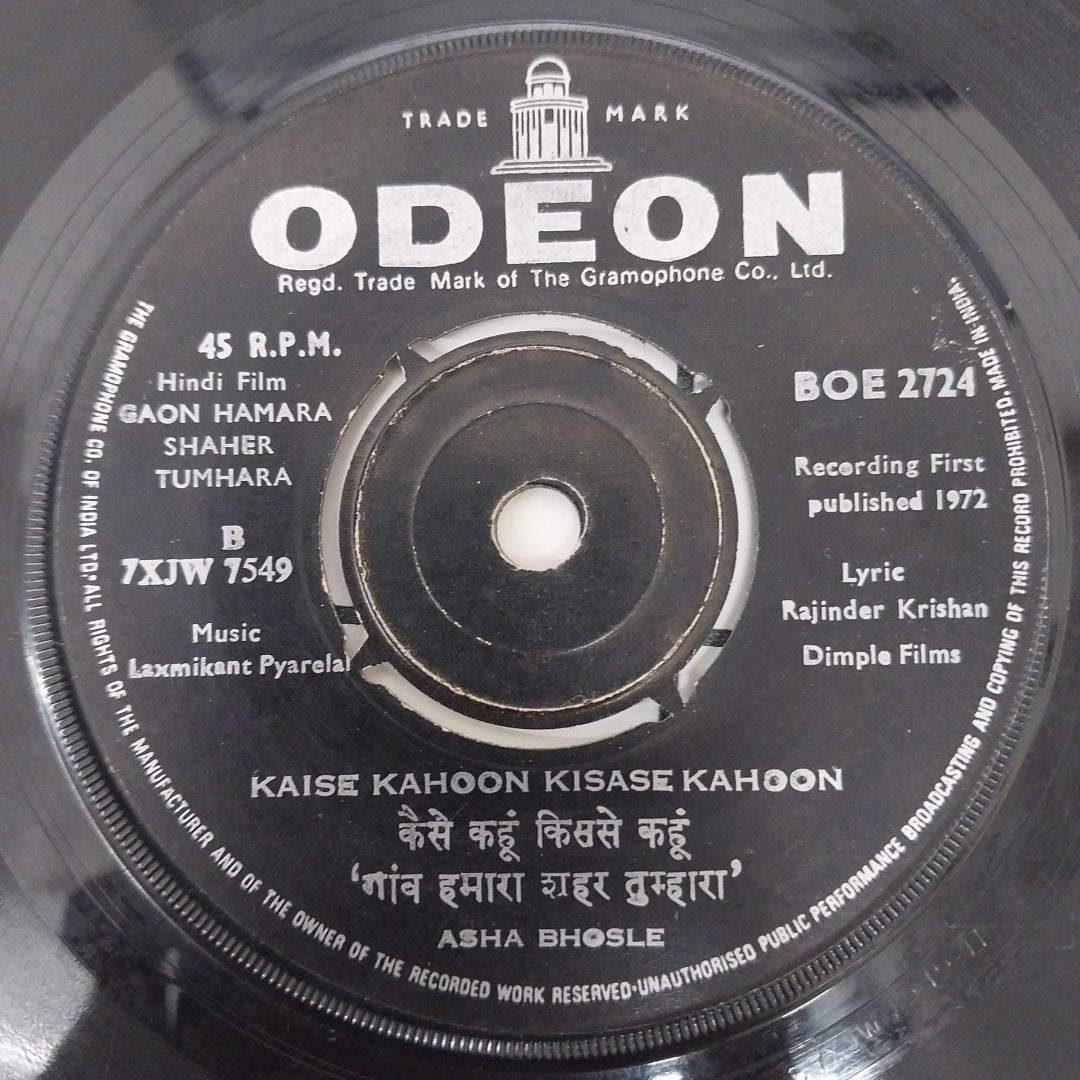 TRADE MARK
ODEON
Regd. Trade Mark of The Gramophone Co., Ltd.
45 R.P.M.
Hindi Film
GAON HAMARA
SHAHER
TUMHARA
B
7XJW 7549
Music
Laxmikant Pyarelal
BOE 2724
Recording First
published 1972
Lyric
Rajinder Krishan
Dimple Films
KAISE KAHOON KISASE KAHOON
कैसे कहूं किससे कहूं
‘गांव हमारा शहर तुम्हारा’
ASHA BHOSLE
THE GRAMOPHONE CO. OF INDIA LTD·ALL RIGHTS OF THE MANUFACTURER AND OF THE OWNER OF THE RECORDED WORK RESERVED·UNAUTHORISED PUBLIC PERFORMANCE BROADCASTING AND COPYING OF THIS RECORD PROHIBITED. MADE IN INDIA.